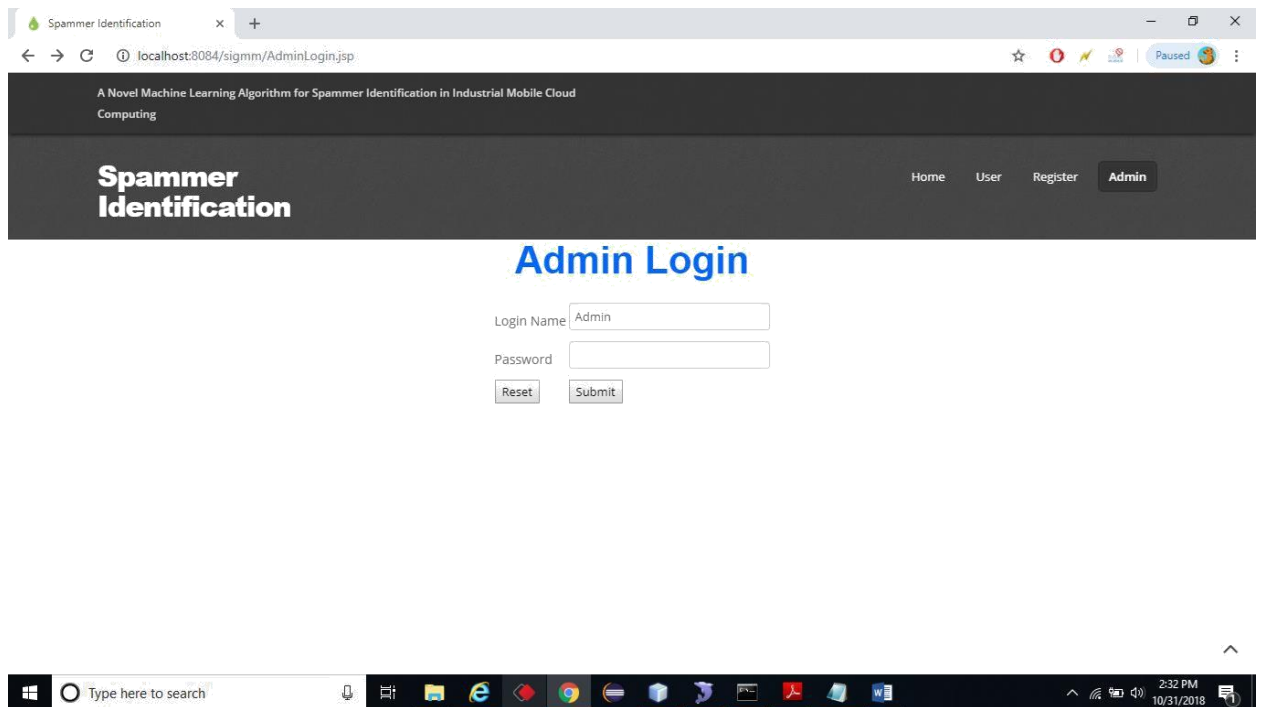 Spammer Identification
localhost:8084/sigmm/AdminLogin.jsp
Paused
A Novel Machine Learning Algorithm for Spammer Identification in Industrial Mobile Cloud
Computing
Spammer
Identification
Home User Register Admin
Admin Login
Login Name Admin
Password
Reset Submit
Type here to search
2:32 PM
10/31/2018